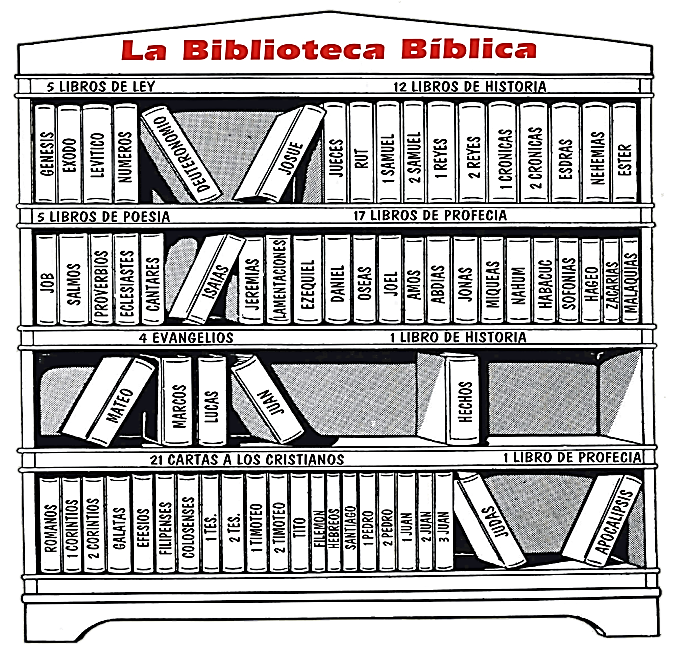 La Biblioteca Bíblica
5 LIBROS DE LEY
12 LIBROS DE HISTORIA
GENESIS
EXODO
LEVITICO
NUMEROS
DEUTERONOMIO
JOSUE
JUECES
RUT
1 SAMUEL
2 SAMUEL
1 REYES
2 REYES
1 CRONICAS
2 CRONICAS
ESDRAS
NEHEMIAS
ESTER
5 LIBROS DE POESIA
17 LIBROS DE PROFECIA
JOB
SALMOS
PROVERBIOS
ECLESIASTES
CANTARES
ISAIAS
JEREMIAS
LAMENTACIONES
EZEQUIEL
DANIEL
OSEAS
JOEL
AMOS
ABDIAS
JONAS
MIQUEAS
NAHUM
HABACUC
SOFONIAS
HAGEO
ZACARIAS
MALAQUIAS
4 EVANGELIOS
1 LIBRO DE HISTORIA
MATEO
MARCOS
LUCAS
JUAN
HECHOS
21 CARTAS A LOS CRISTIANOS
1 LIBRO DE PROFECIA
ROMANOS
1 CORINTIOS
2 CORINTIOS
GALATAS
EFESIOS
FILIPENSES
COLOSENSES
1 TES.
2 TES.
1 TIMOTEO
2 TIMOTEO
TITO
FILEMON
HEBREOS
SANTIAGO
1 PEDRO
2 PEDRO
1 JUAN
2 JUAN
3 JUAN
JUDAS
APOCALIPSIS